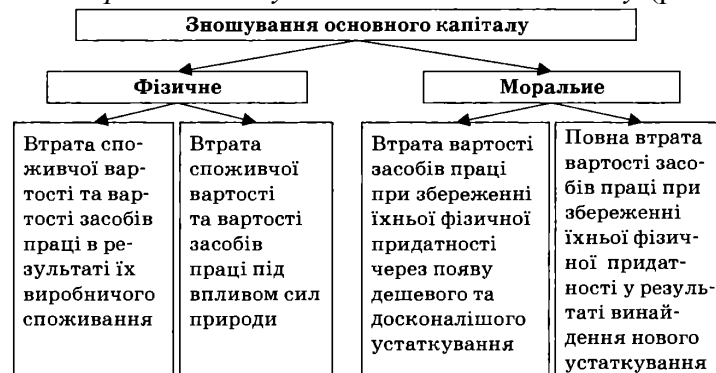 Зношування основного капіталу
Фізичне
Моральие
Втрата спо-
живчої вар-
тості та вар-
тості засобів
праці в ре-
зультаті їх
виробничого
споживання
Втрата
споживчої
вартості
та вартості
засобів
праці під
впливом сил
природи
Втрата вартості
засобів праці
при збереженні
їхньої фізичної
придатності
через появу
дешевого та
досконалішого
устаткування
Повна втрата
вартості засо-
бів праці при
збереженні
їхньої фізич-
ної придат-
ності у резуль-
таті винай-
дення нового
устаткування